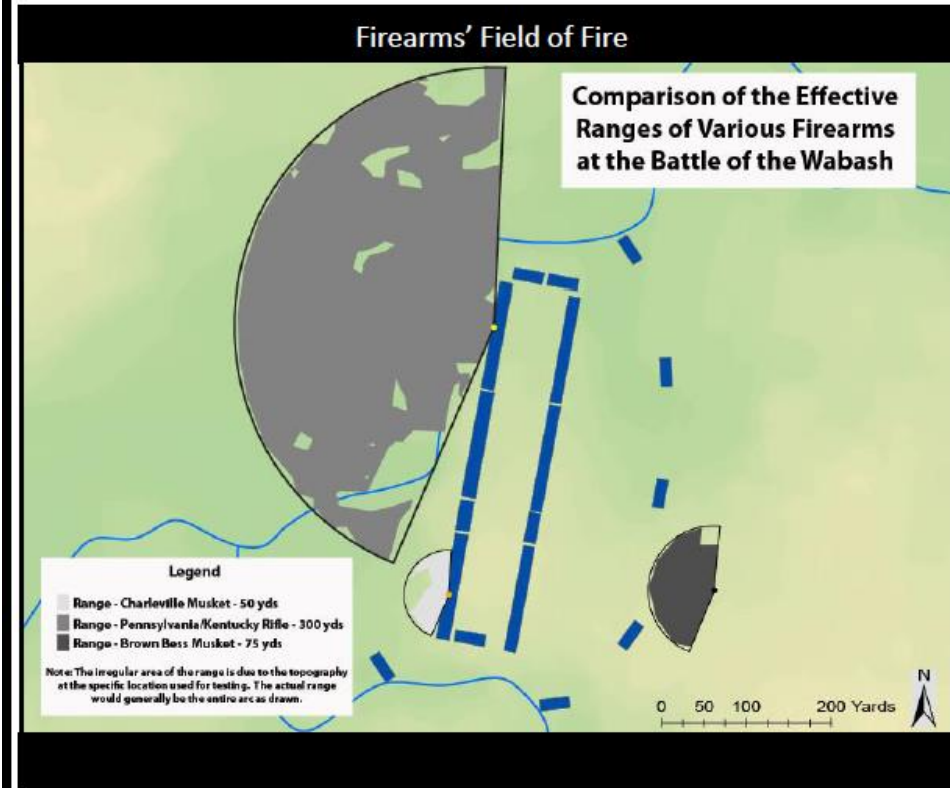 Firearms' Field of Fire
Comparison of the Effective
Ranges of Various Firearms
at the Battle of the Wabash
Legend
Range - Charleville Musket - 50 yds
Range - Pennsylvania/Kentucky Rifle - 300 yds
Range - Brown Bess Musket - 75 yds
Note: The irregular area of the range is due to the topography
at the specific location used for testing. The actual range
would generally be the entire arc as drawn.
N
0 50 100 200 Yards